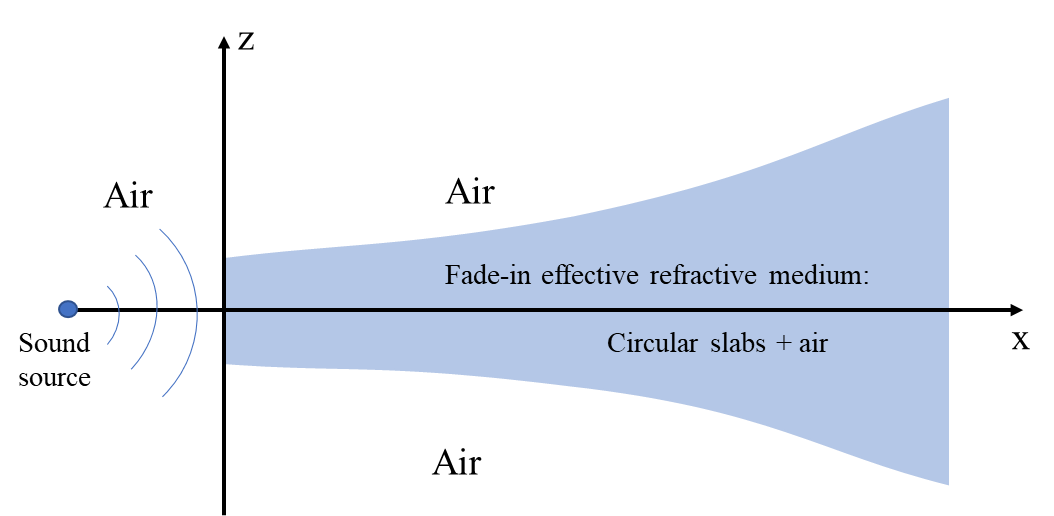 z
Air
Air
Fade-in effective refractive medium:
Sound
source
Circular slabs + air
x
Air